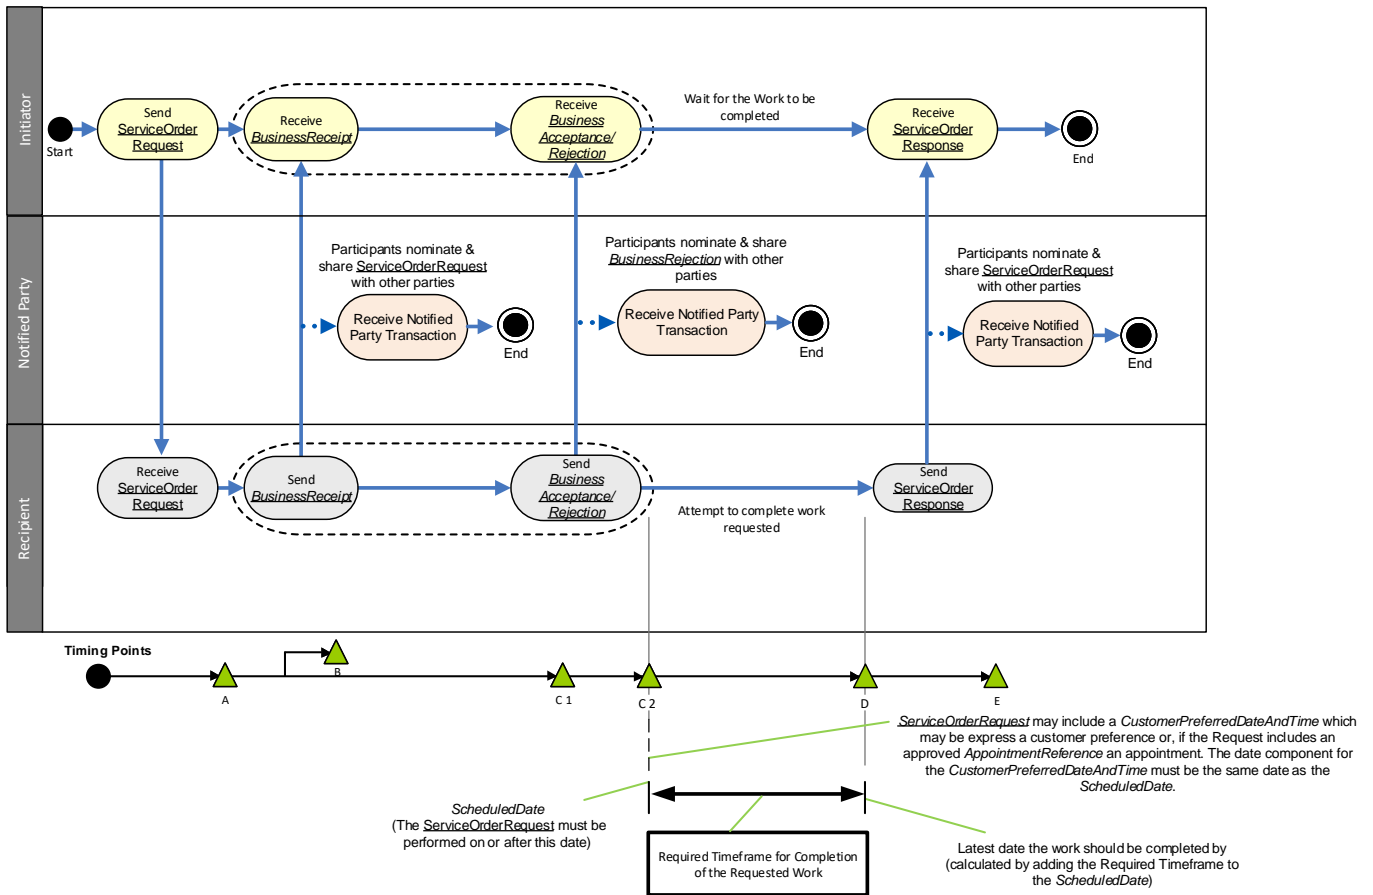 Initiator
Start
Send
ServiceOrder
Request
Receive
BusinessReceipt
Receive
Business
Acceptance/
Rejection
Wait for the Work to be
completed
Receive
ServiceOrder
Response
End
Notified Party
Participants nominate &
share ServiceOrderRequest
with other parties
Receive Notified
Party Transaction
End
Participants nominate & share
BusinessRejection with other
parties
Receive Notified Party
Transaction
End
Participants nominate &
share ServiceOrderRequest
with other parties
Receive Notified
Party Transaction
End
Recipient
Receive
ServiceOrder
Request
Send
BusinessReceipt
Send
Business
Acceptance/
Rejection
Attempt to complete work
requested
Send
ServiceOrder
Response
Timing Points
A
B
C 1
C 2
D
E
ServiceOrderRequest may include a CustomerPreferredDateAndTime which
may be express a customer preference or, if the Request includes an
approved AppointmentReference an appointment. The date component for
the CustomerPreferredDateAndTime must be the same date as the
ScheduledDate.
ScheduledDate
(The ServiceOrderRequest must be
performed on or after this date)
Required Timeframe for Completion
of the Requested Work
Latest date the work should be completed by
(calculated by adding the Required Timeframe to
the ScheduledDate)